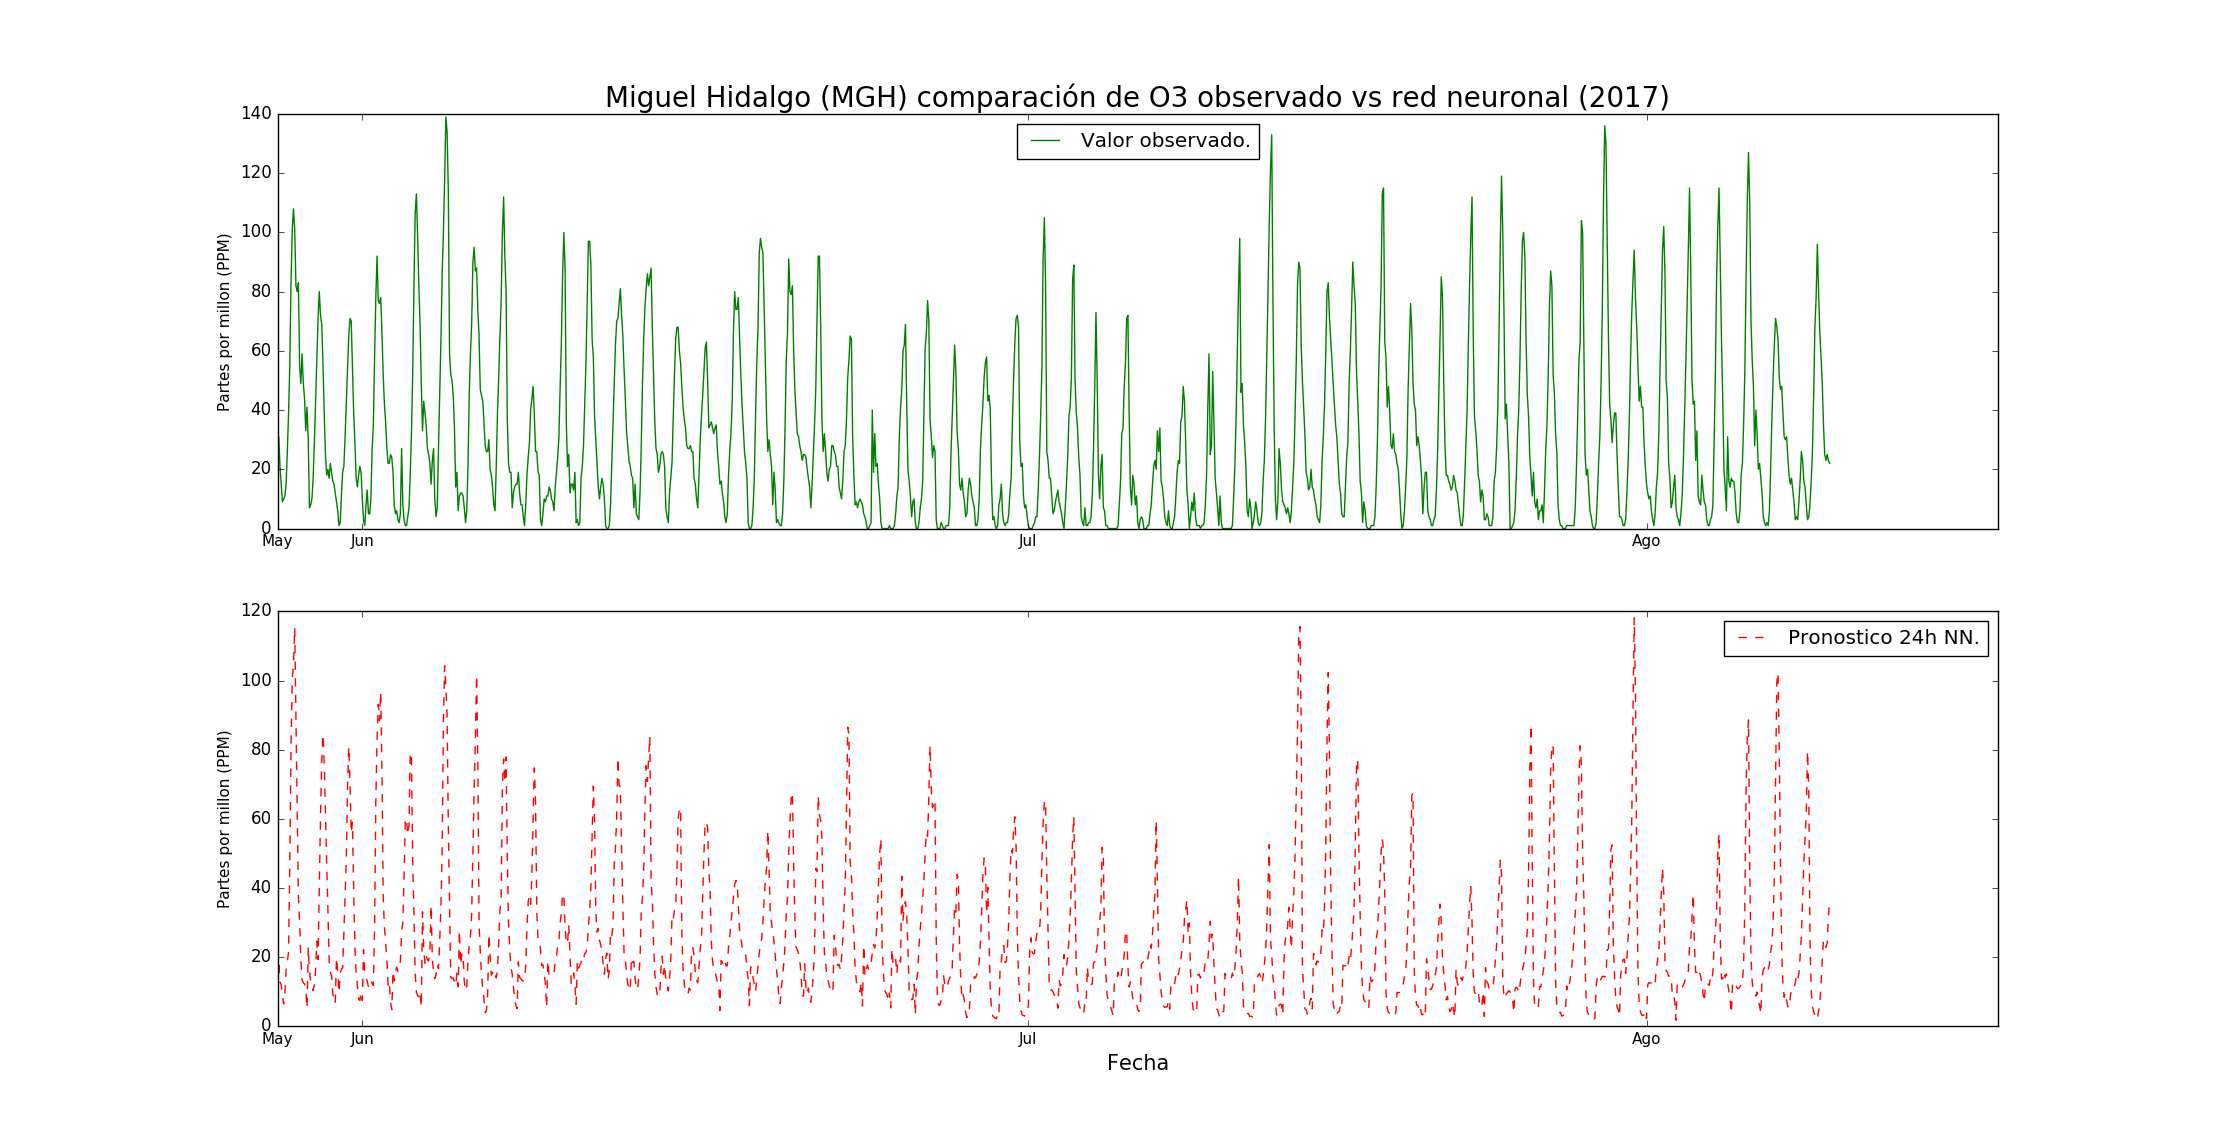 Miguel Hidalgo (MGH) comparación de O3 observado vs red neuronal (2017)
140
120
100
80
60
40
20
0
Partes por millon (PPM)
Valor observado.
May Jun Jul Ago
120
100
80
60
40
20
0
Partes por millon (PPM)
Pronostico 24h NN.
May Jun Jul Ago
Fecha